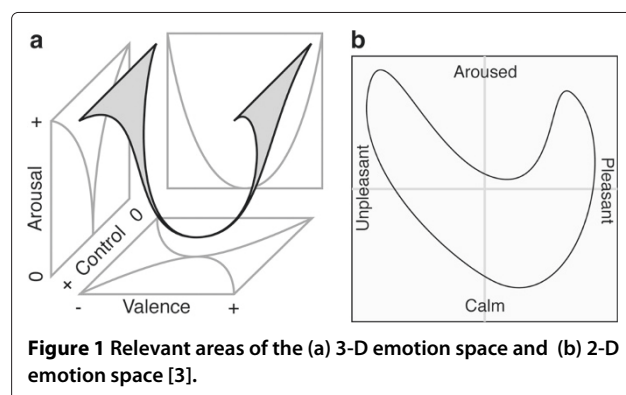 a
b
Aroused
+
Arousal
0
+ Control 0
- Valence +
Unpleasant
Pleasant
Calm
Figure 1 Relevant areas of the (a) 3-D emotion space and (b) 2-D
emotion space [3].